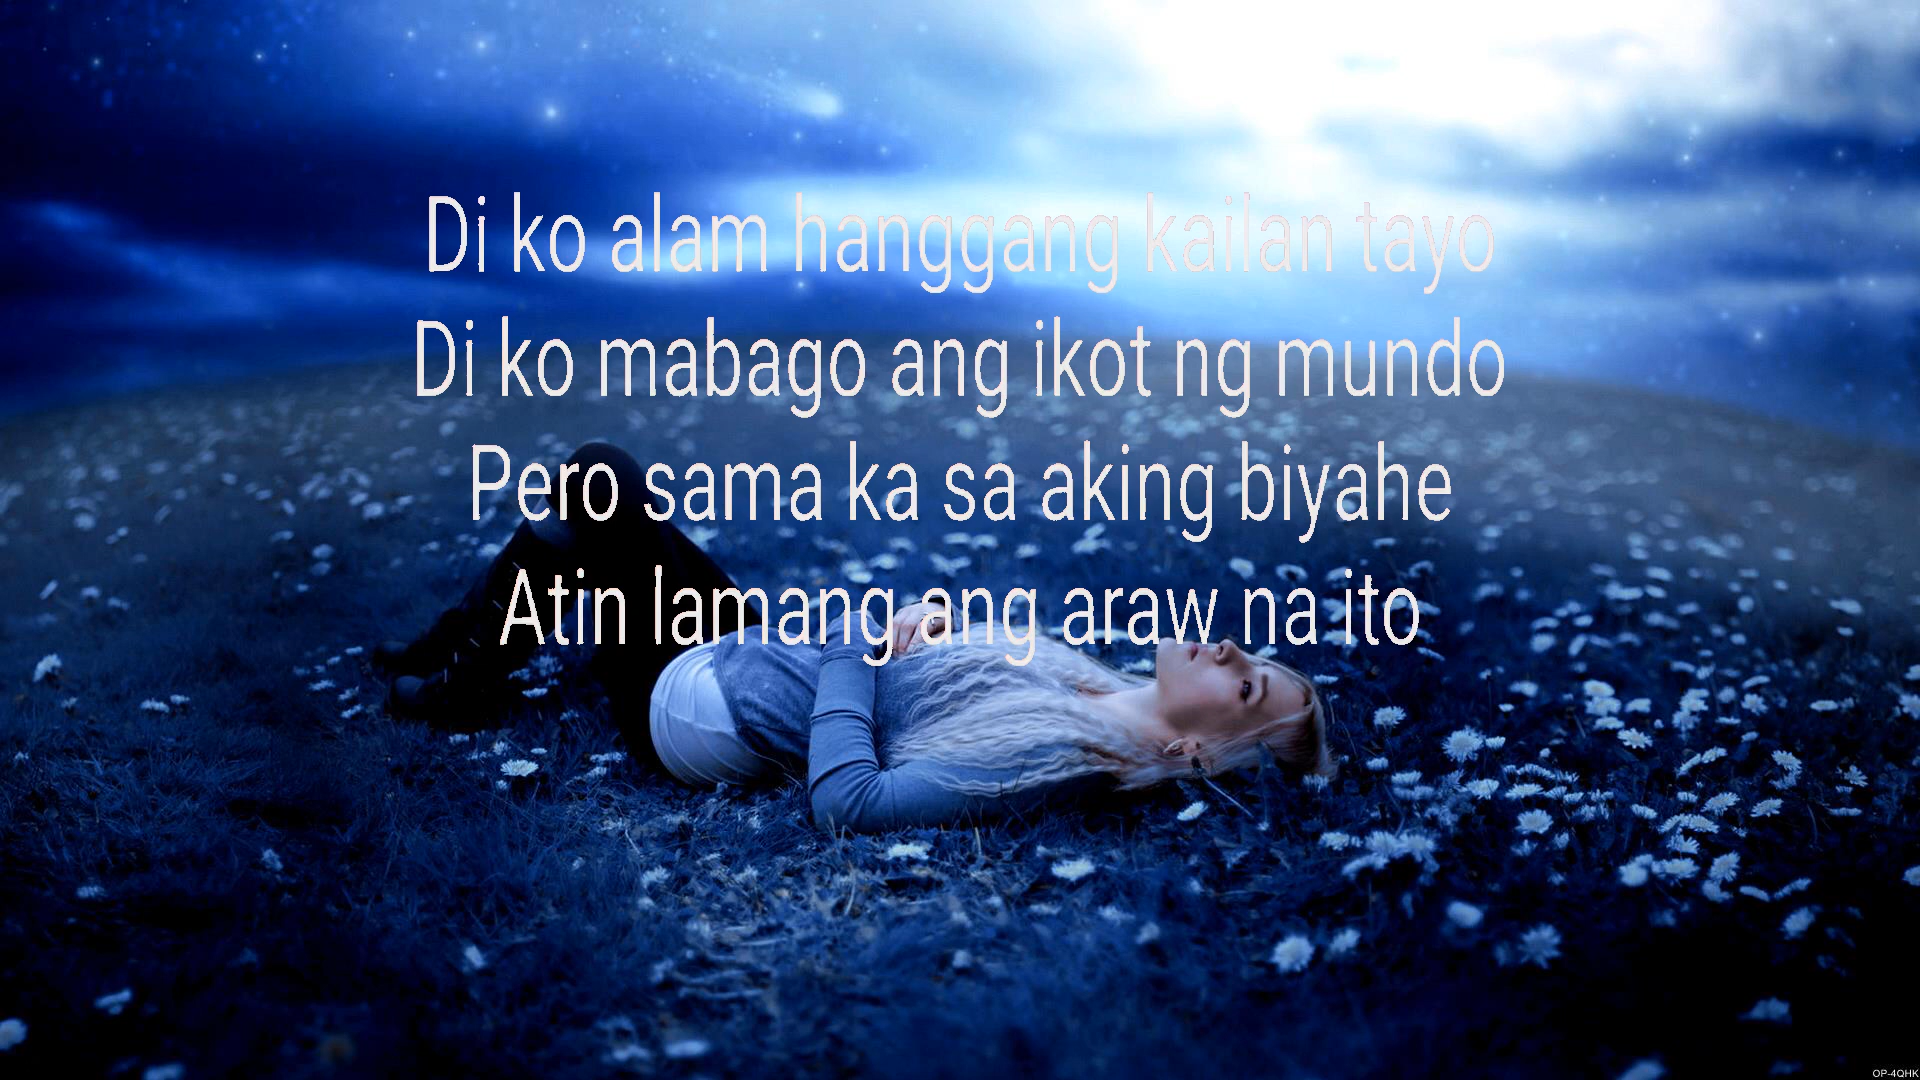 Di ko alam hanggang kailan tayo
Di ko mabago ang ikot ng mundo
Pero sama ka sa aking biyahe
Atin lamang ang araw na ito
OP-4QHK